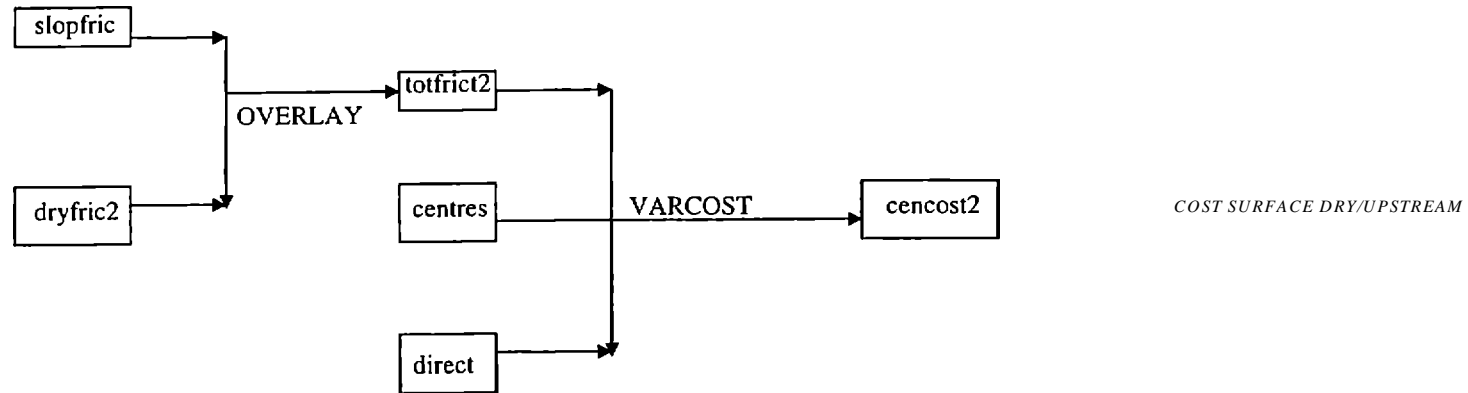 slopfric
totfrict2
OVERLAY
dryfric2
centres
VARCOST
cencost2
COST SURFACE DRY/UPSTREAM
direct